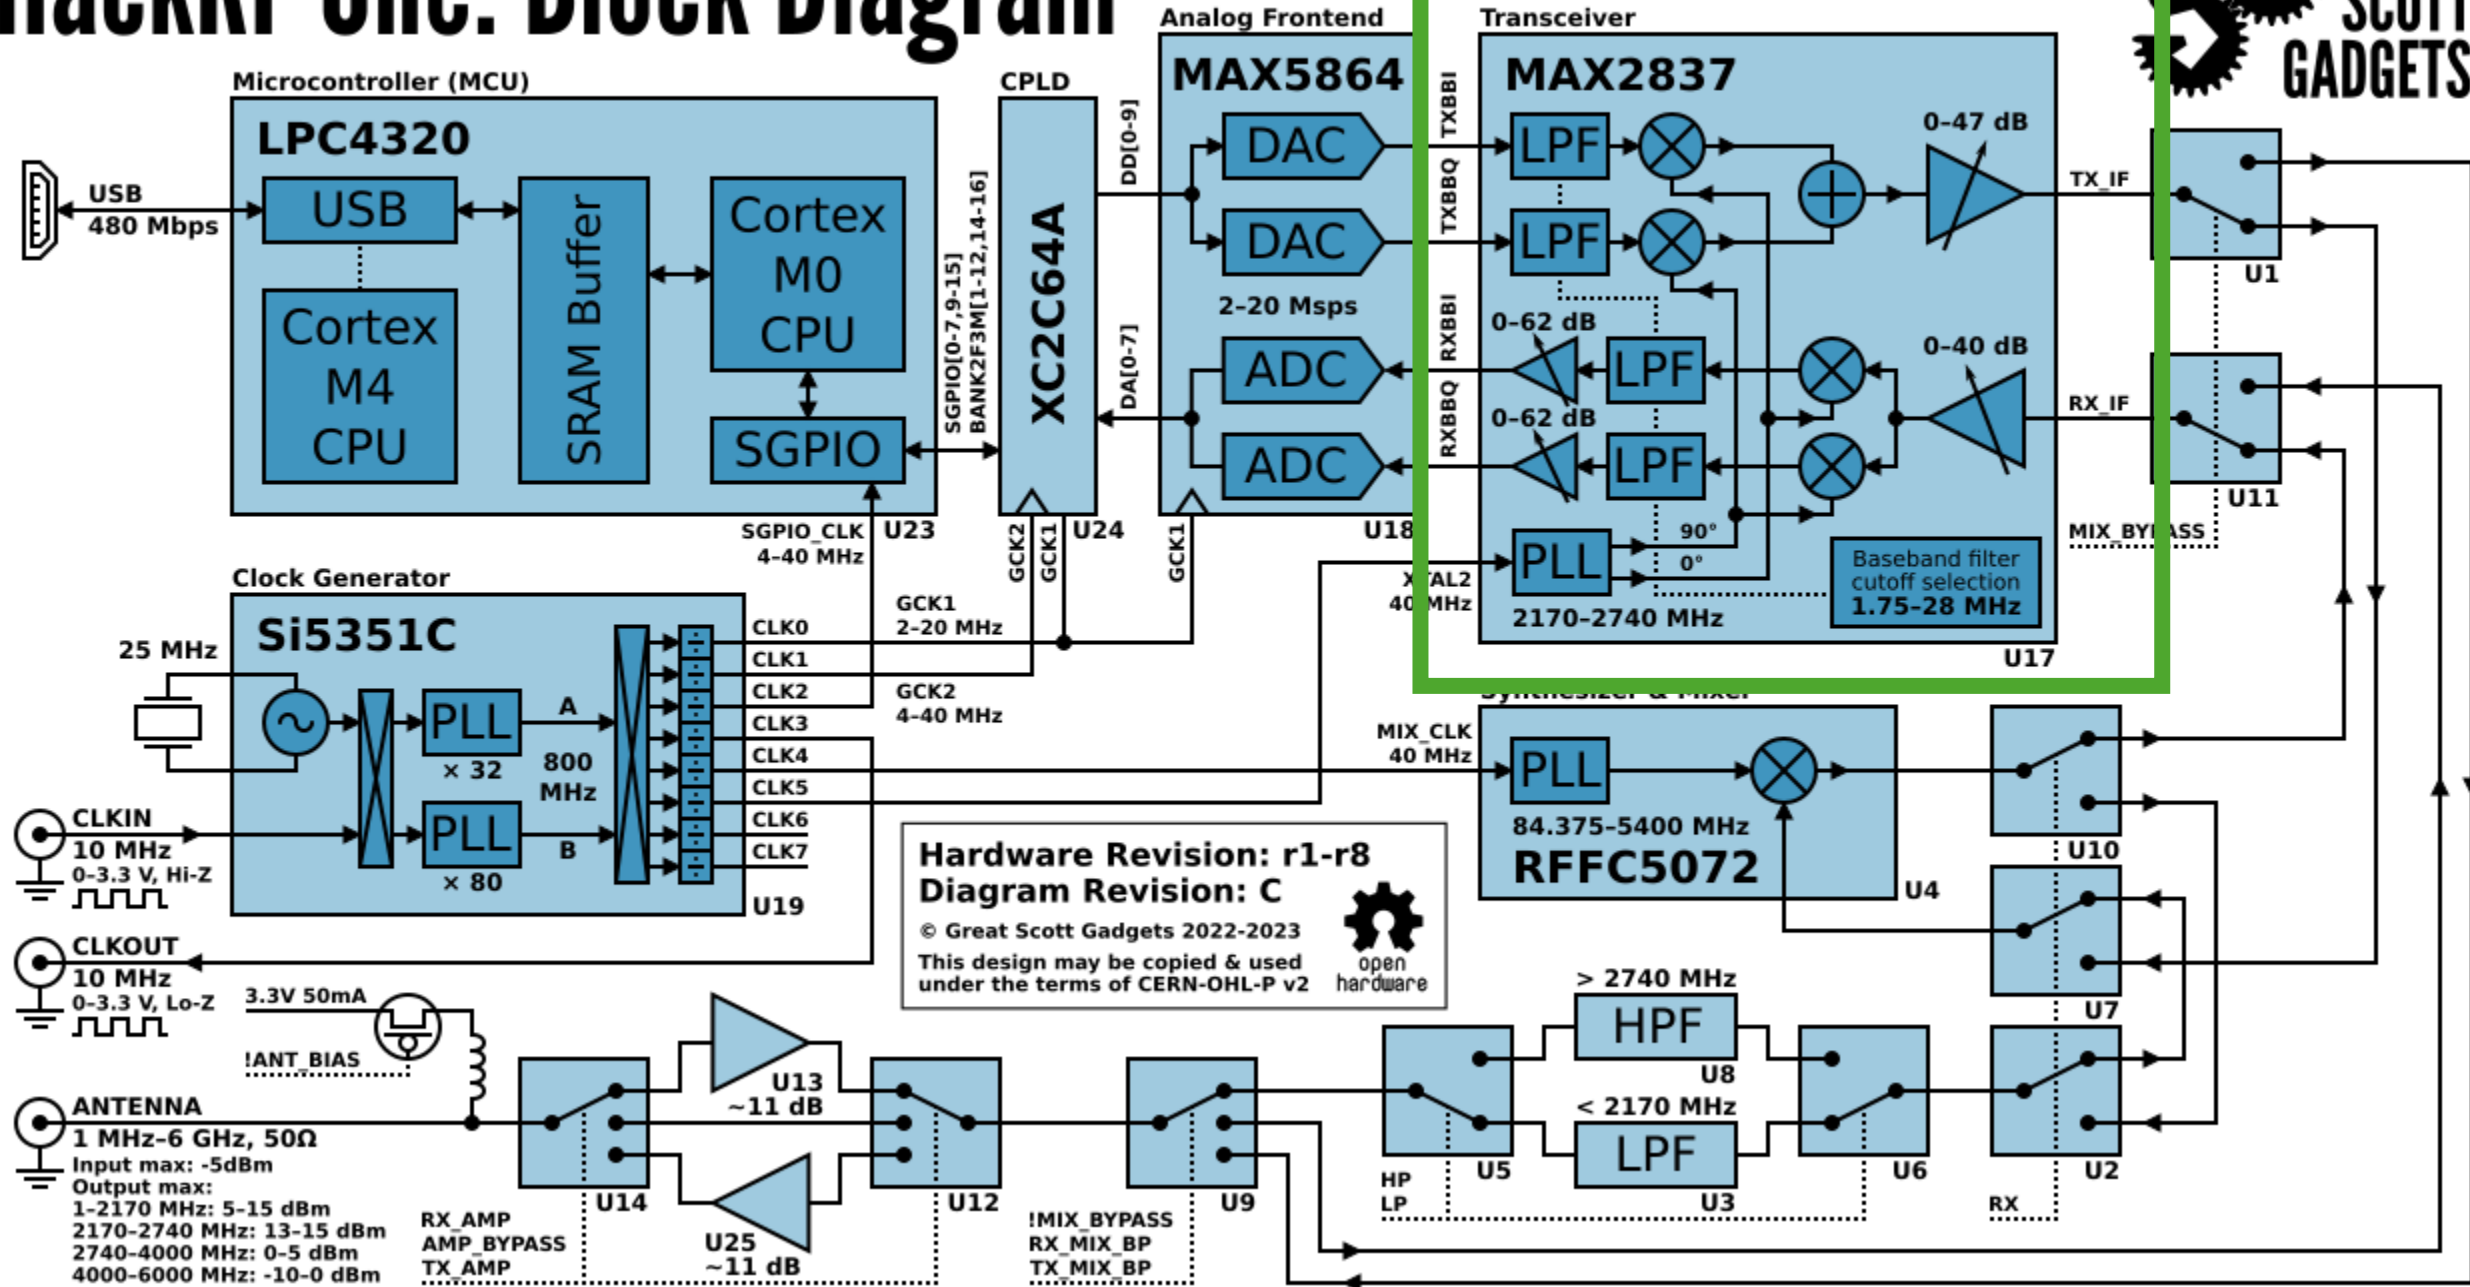 HackRF One: Block Diagram
SCOTT
GADGETS
Microcontroller (MCU)
LPC4320
USB
480 Mbps
USB
Cortex
M4
CPU
SRAM Buffer
Cortex
M0
CPU
SGPIO
SGPIO_CLK
4–40 MHz
U23
SGPIO[0-7,9-15]
BANK2F3M[1-12,14-16]
CPLD
XC2C64A
GCK2
GCK1
U24
DD[0-9]
DA[0-7]
Analog Frontend
MAX5864
DAC
DAC
2–20 Msps
ADC
ADC
GCK1
U18
TXBBI
TXBBQ
RXBBI
RXBBQ
Transceiver
MAX2837
LPF
LPF
0–47 dB
0–62 dB
LPF
0–62 dB
LPF
0–40 dB
PLL
90°
0°
2170–2740 MHz
Baseband filter
cutoff selection
1.75–28 MHz
U17
XTAL2
40 MHz
TX_IF
U1
RX_IF
U11
MIX_BYPASS
Clock Generator
Si5351C
25 MHz
PLL
× 32
A
800
MHz
PLL
× 80
B
CLK0
CLK1
CLK2
CLK3
CLK4
CLK5
CLK6
CLK7
U19
GCK1
2–20 MHz
GCK2
4–40 MHz
CLKIN
10 MHz
0–3.3 V, Hi-Z
CLKOUT
10 MHz
0–3.3 V, Lo-Z
Synthesizer & Mixer
MIX_CLK
40 MHz
PLL
84.375–5400 MHz
RFFC5072
U4
U10
U7
Hardware Revision: r1-r8
Diagram Revision: C
© Great Scott Gadgets 2022-2023
This design may be copied & used
under the terms of CERN-OHL-P v2
open
hardware
3.3V 50mA
!ANT_BIAS
ANTENNA
1 MHz–6 GHz, 50Ω
Input max: -5dBm
Output max:
1–2170 MHz: 5–15 dBm
2170–2740 MHz: 13–15 dBm
2740–4000 MHz: 0–5 dBm
4000–6000 MHz: -10–0 dBm
U14
U13
~11 dB
U25
~11 dB
U12
RX_AMP
AMP_BYPASS
TX_AMP
U9
!MIX_BYPASS
RX_MIX_BP
TX_MIX_BP
U5
HP
LP
> 2740 MHz
HPF
U8
< 2170 MHz
LPF
U3
U6
U2
RX